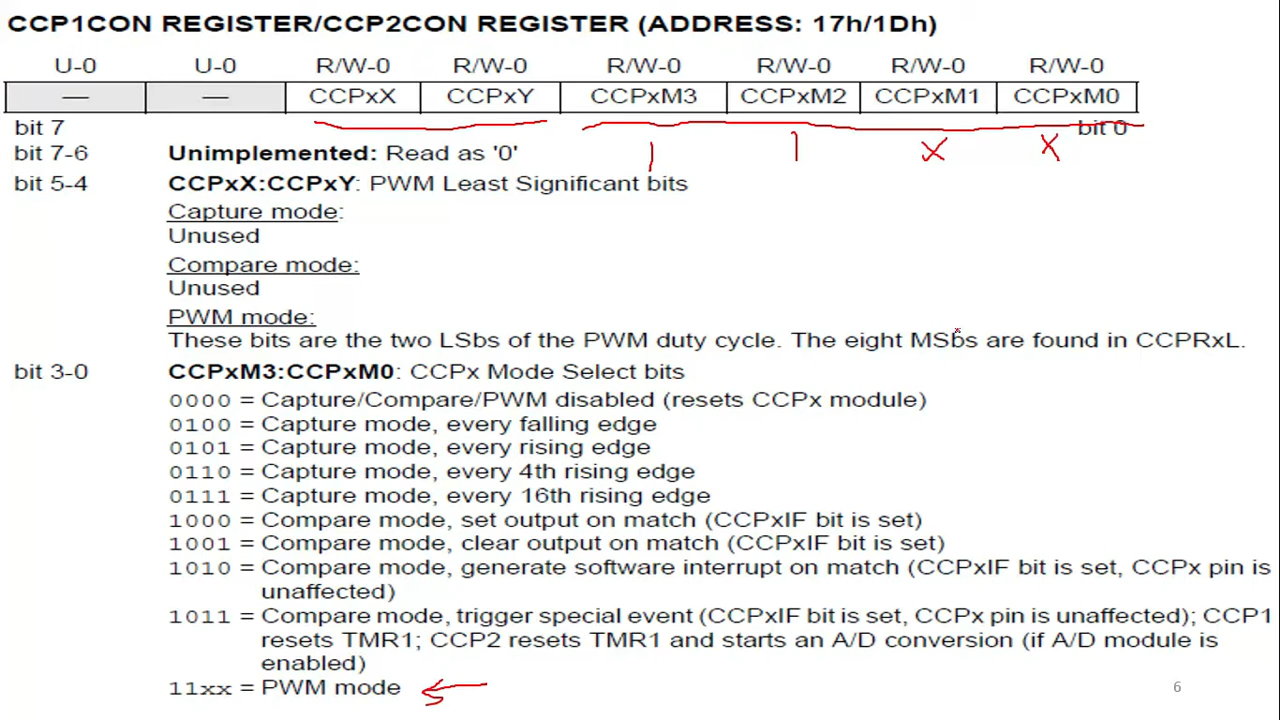 CCP1CON REGISTER/CCP2CON REGISTER (ADDRESS: 17h/1Dh)
U-0 U-0 R/W-0 R/W-0 R/W-0 R/W-0 R/W-0 R/W-0
— — CCPxX CCPxY CCPxM3 CCPxM2 CCPxM1 CCPxM0
bit 7 bit 0
1 1 X X
bit 7-6 Unimplemented: Read as '0'
bit 5-4 CCPxX:CCPxY: PWM Least Significant bits
Capture mode:
Unused
Compare mode:
Unused
PWM mode:
These bits are the two LSbs of the PWM duty cycle. The eight MSbs are found in CCPRxL.
bit 3-0 CCPxM3:CCPxM0: CCPx Mode Select bits
0000 = Capture/Compare/PWM disabled (resets CCPx module)
0100 = Capture mode, every falling edge
0101 = Capture mode, every rising edge
0110 = Capture mode, every 4th rising edge
0111 = Capture mode, every 16th rising edge
1000 = Compare mode, set output on match (CCPxIF bit is set)
1001 = Compare mode, clear output on match (CCPxIF bit is set)
1010 = Compare mode, generate software interrupt on match (CCPxIF bit is set, CCPx pin is
unaffected)
1011 = Compare mode, trigger special event (CCPxIF bit is set, CCPx pin is unaffected); CCP1
resets TMR1; CCP2 resets TMR1 and starts an A/D conversion (if A/D module is
enabled)
11xx = PWM mode
6